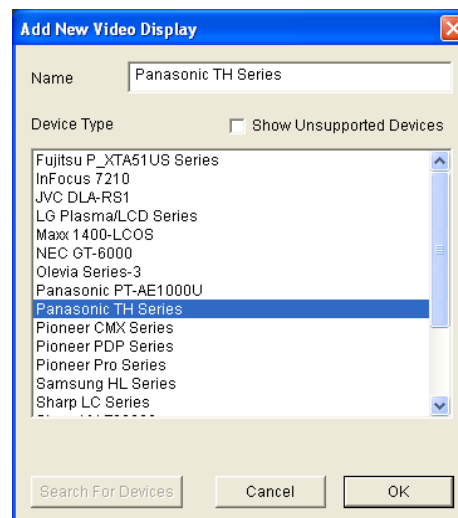 Add New Video Display
Name Panasonic TH Series
Device Type Show Unsupported Devices
Fujitsu P_XTA51US Series
InFocus 7210
JVC DLA-RS1
LG Plasma/LCD Series
Maxx 1400-LCOS
NEC GT-6000
Olevia Series-3
Panasonic PT-AE1000U
Panasonic TH Series
Pioneer CMX Series
Pioneer PDP Series
Pioneer Pro Series
Samsung HL Series
Sharp LC Series
Search For Devices Cancel OK